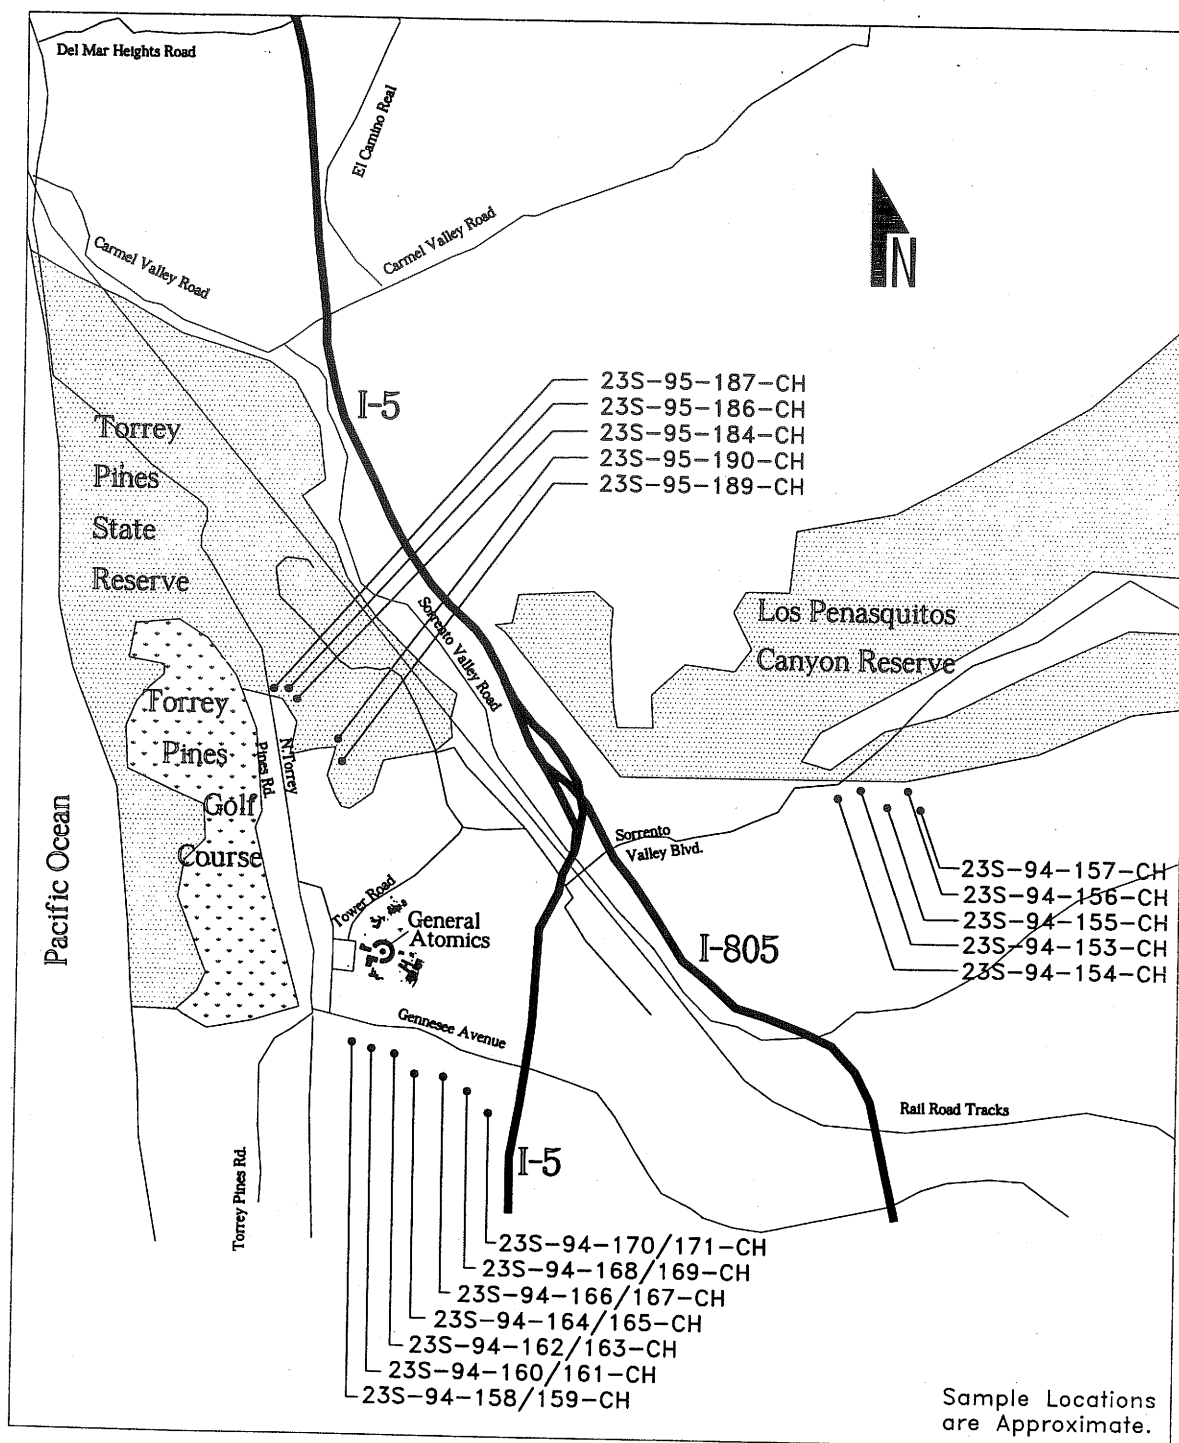 Del Mar Heights Road
El Camino Real
Carmel Valley Road
Carmel Valley Road
N
I-5
23S-95-187-CH
23S-95-186-CH
23S-95-184-CH
23S-95-190-CH
23S-95-189-CH
Torrey
Pines
State
Reserve
Sorrento Valley Road
Los Penasquitos
Canyon Reserve
Torrey
Pines
Golf
Course
N. Torrey
Pines Rd.
Pacific Ocean
Sorrento
Valley Blvd.
23S-94-157-CH
23S-94-156-CH
23S-94-155-CH
23S-94-153-CH
23S-94-154-CH
Tower Road
General
Atomics
I-805
Gennesee Avenue
Rail Road Tracks
Torrey Pines Rd.
I-5
23S-94-170/171-CH
23S-94-168/169-CH
23S-94-166/167-CH
23S-94-164/165-CH
23S-94-162/163-CH
23S-94-160/161-CH
23S-94-158/159-CH
Sample Locations
are Approximate.